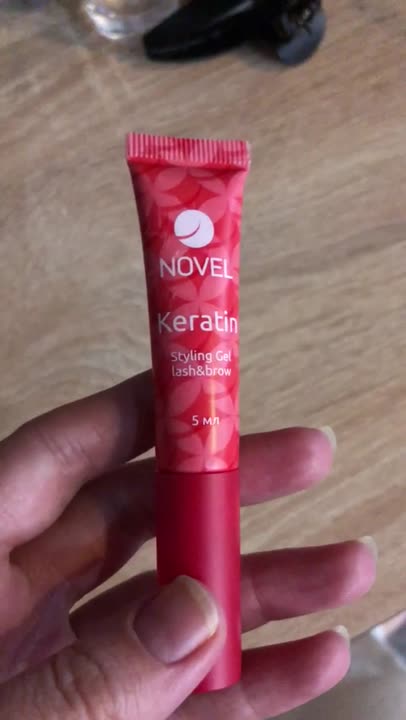 NOVEL
Keratin
Styling Gel
lash&brow
5 мл